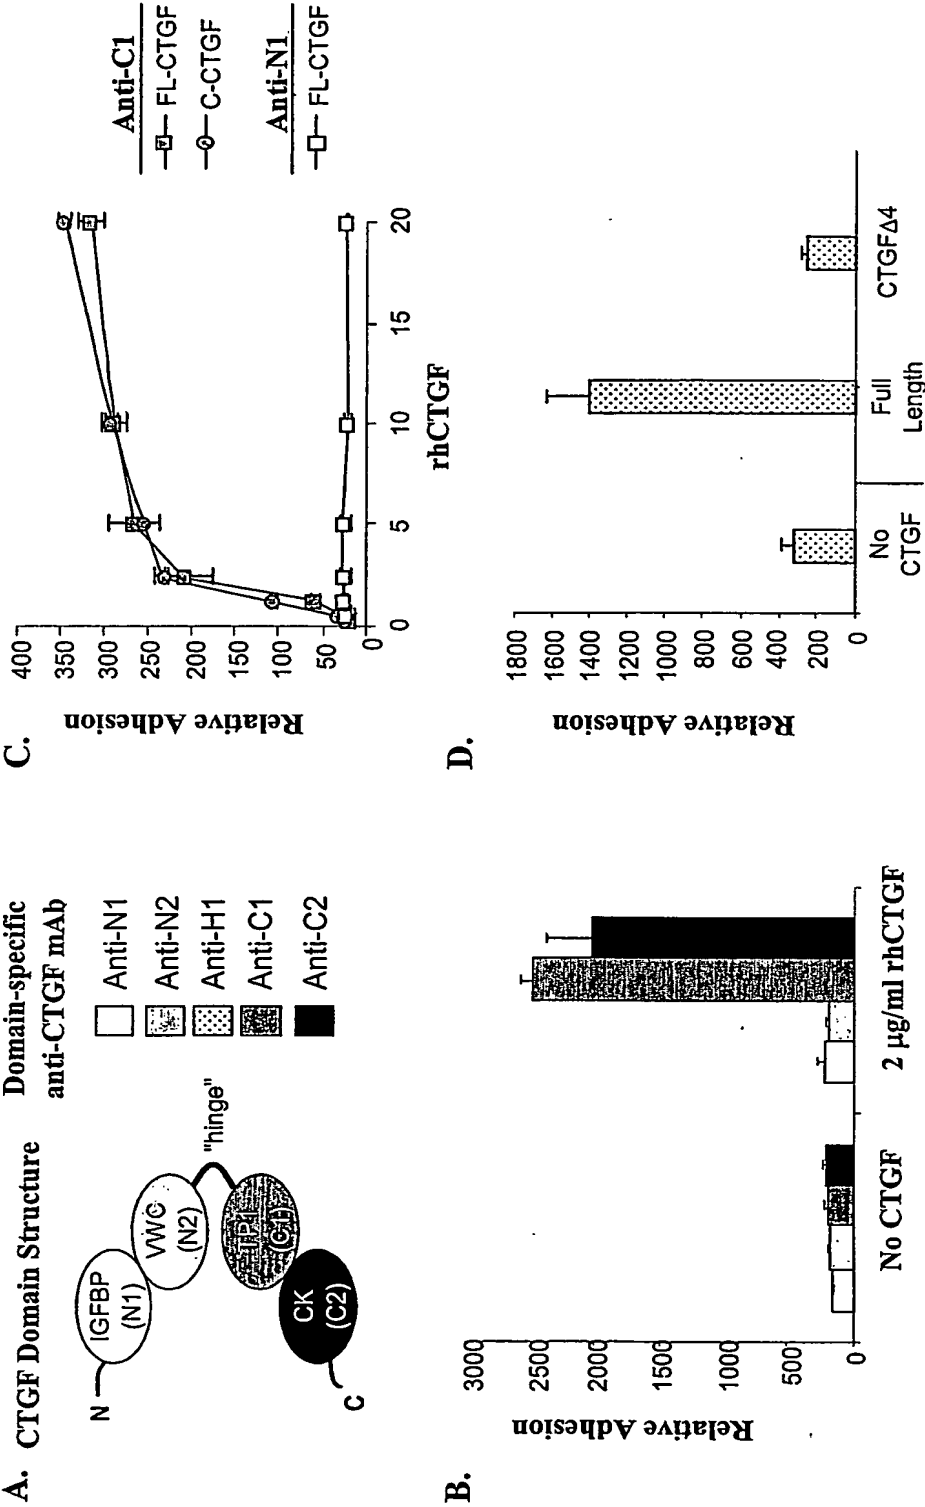 A. CTGF Domain Structure
Domain-specific
anti-CTGF mAb
N
IGFBP
(N1)
VWC
(N2)
"hinge"
TP1
(C1)
CK
(C2)
C
Anti-N1
Anti-N2
Anti-H1
Anti-C1
Anti-C2
B.
Relative Adhesion
3000
2500
2000
1500
1000
500
0
No CTGF
2 µg/ml rhCTGF
C.
Relative Adhesion
400
350
300
250
200
150
100
50
0
0
5
10
15
20
rhCTGF
Anti-C1
FL-CTGF
C-CTGF
Anti-N1
FL-CTGF
D.
Relative Adhesion
1800
1600
1400
1200
1000
800
600
400
200
0
No
CTGF
Full
Length
CTGFΔ4